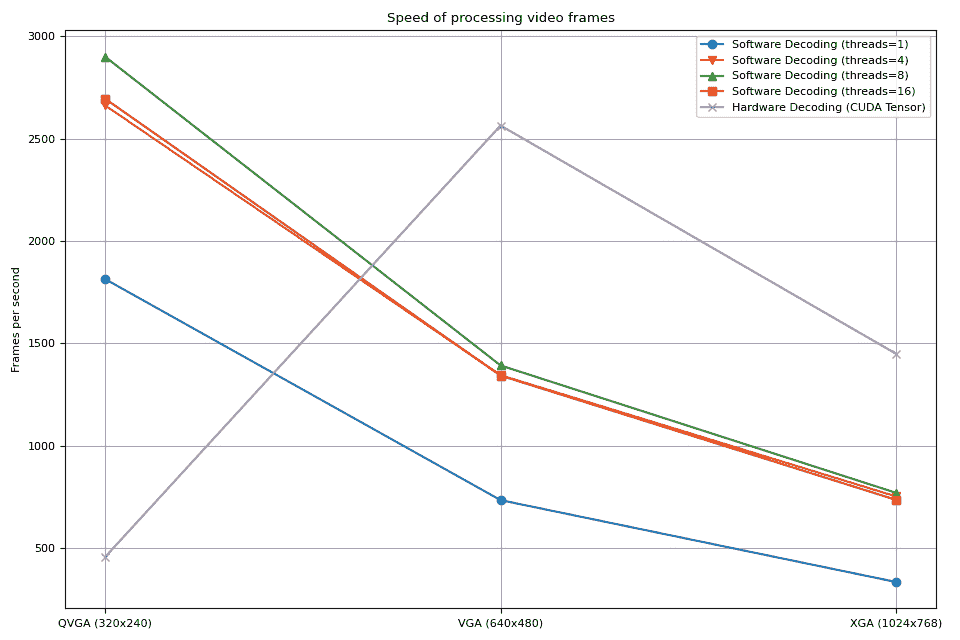 Speed of processing video frames
3000
2500
2000
1500
1000
500
Frames per second
QVGA (320x240)
VGA (640x480)
XGA (1024x768)
Software Decoding (threads=1)
Software Decoding (threads=4)
Software Decoding (threads=8)
Software Decoding (threads=16)
Hardware Decoding (CUDA Tensor)